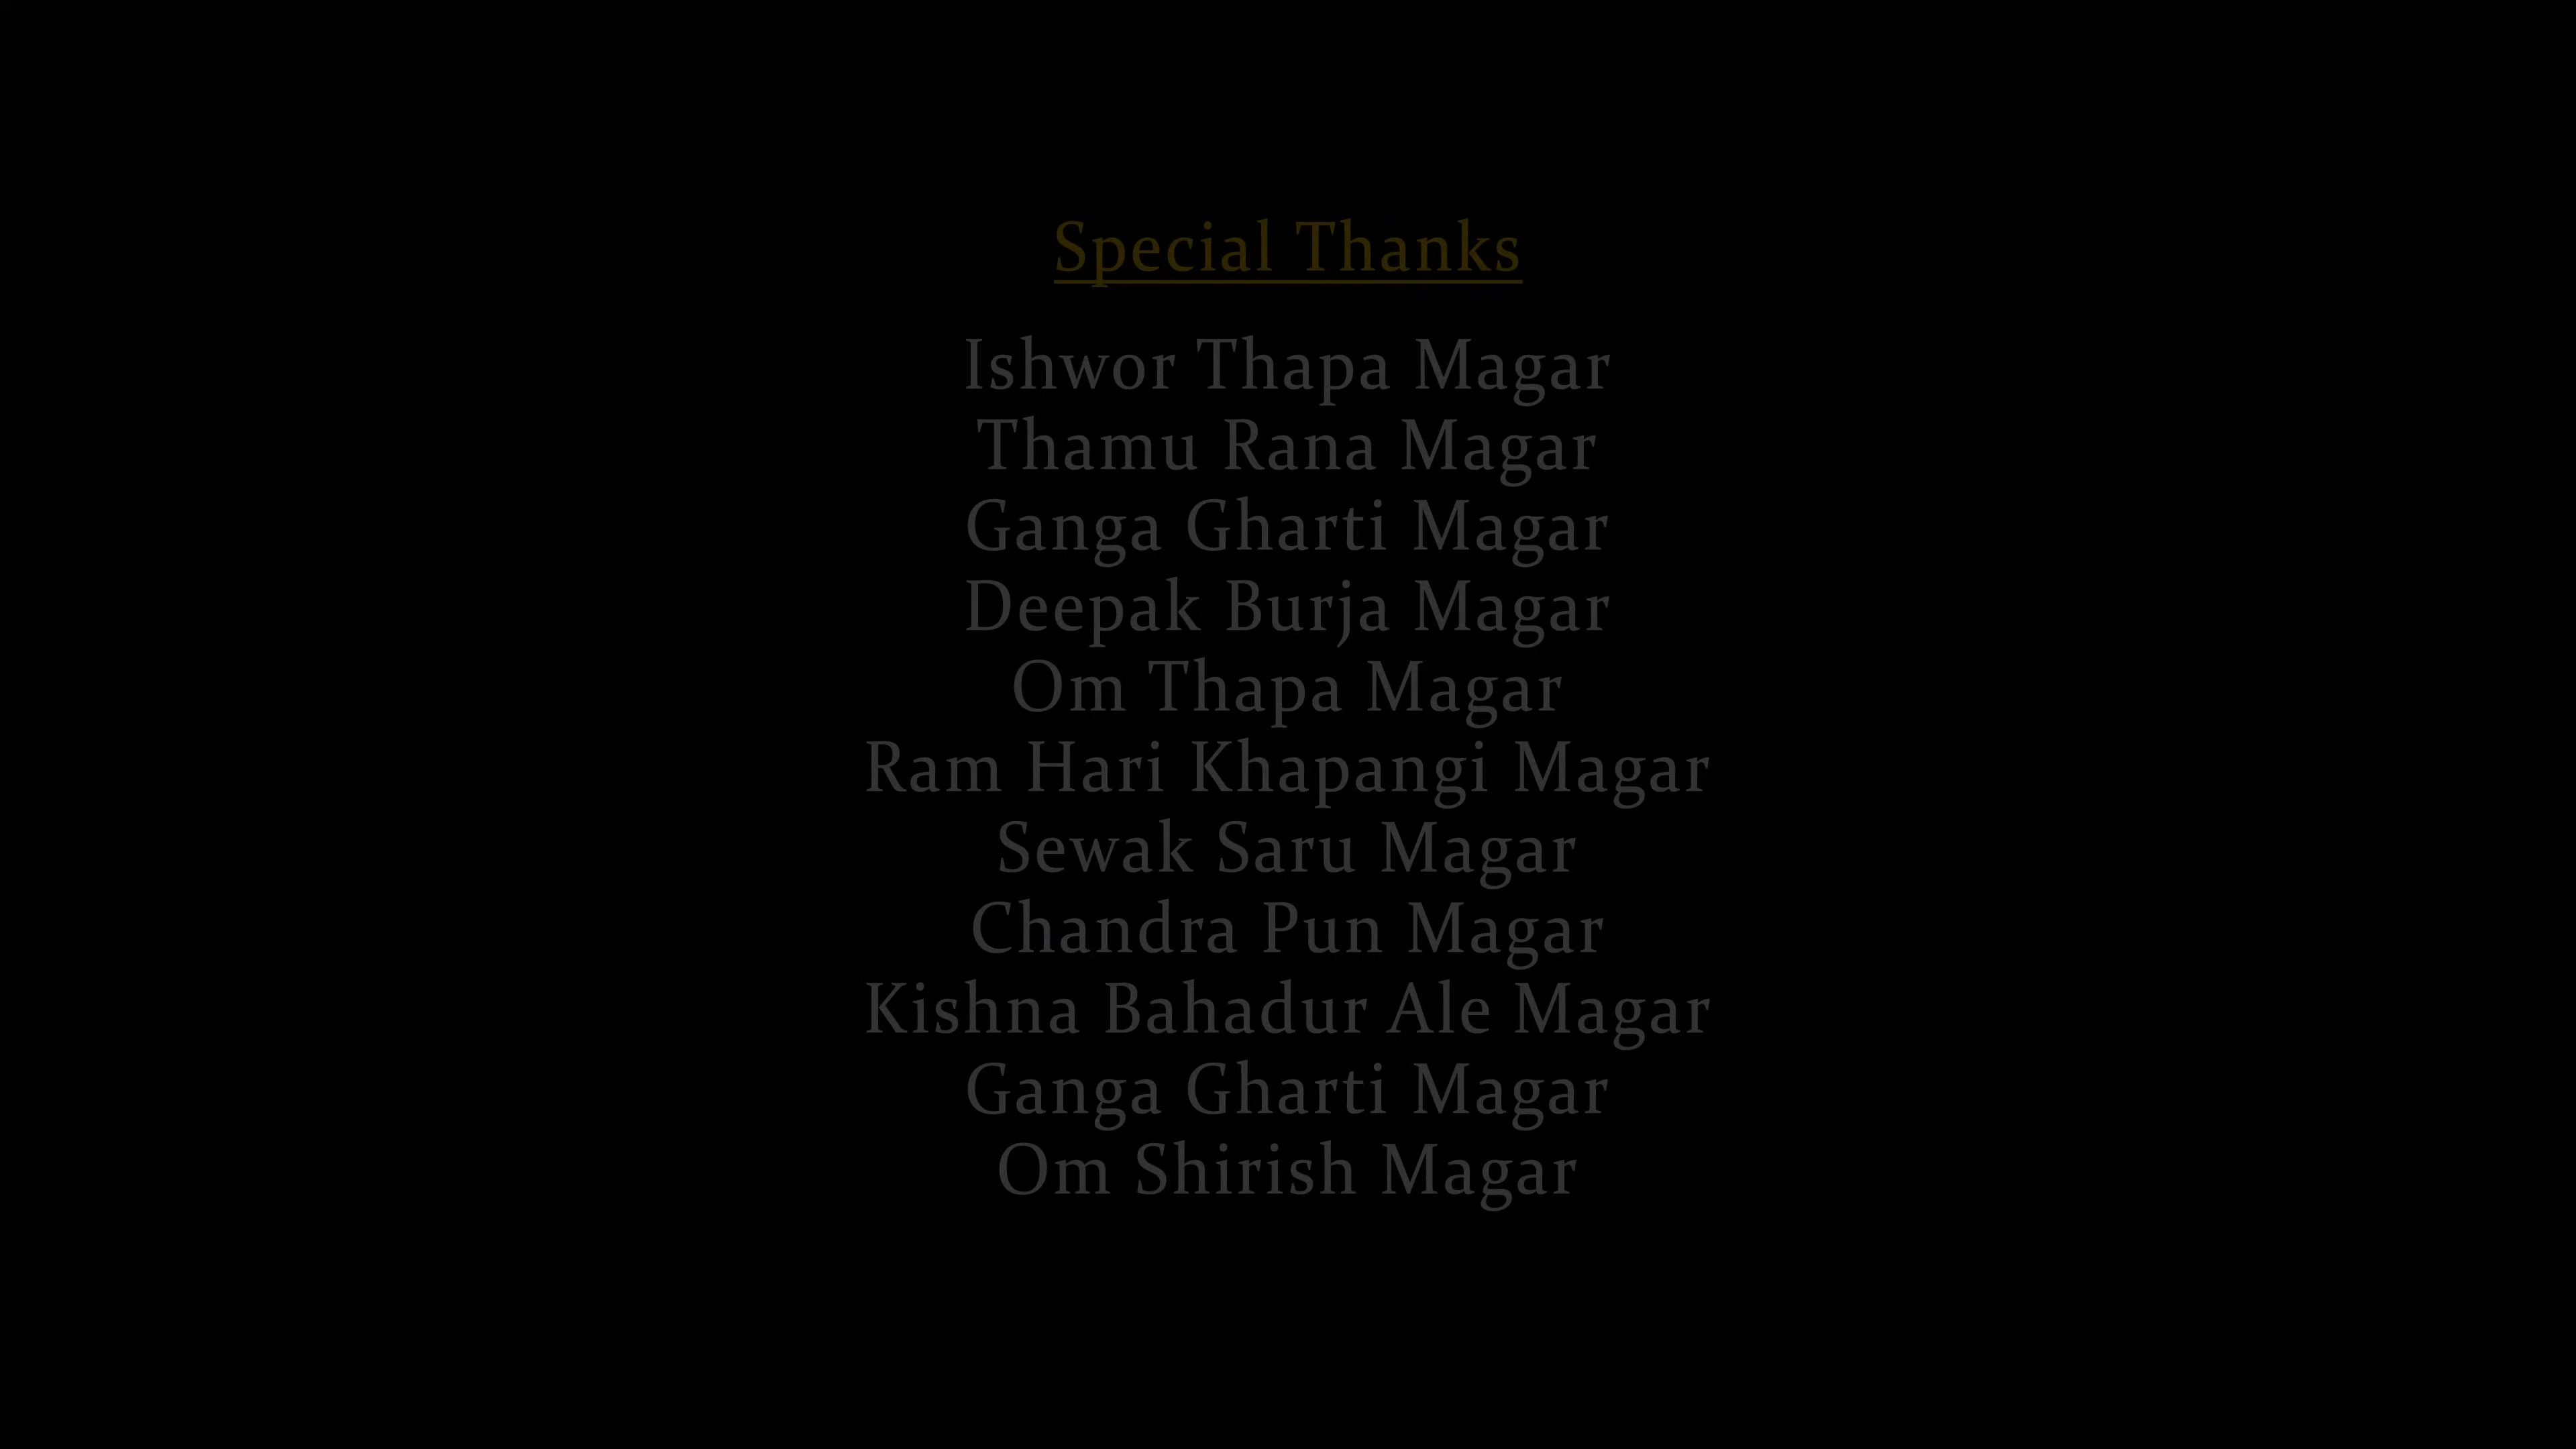 Special Thanks
Ishwor Thapa Magar
Thamu Rana Magar
Ganga Gharti Magar
Deepak Burja Magar
Om Thapa Magar
Ram Hari Khapangi Magar
Sewak Saru Magar
Chandra Pun Magar
Kishna Bahadur Ale Magar
Ganga Gharti Magar
Om Shirish Magar